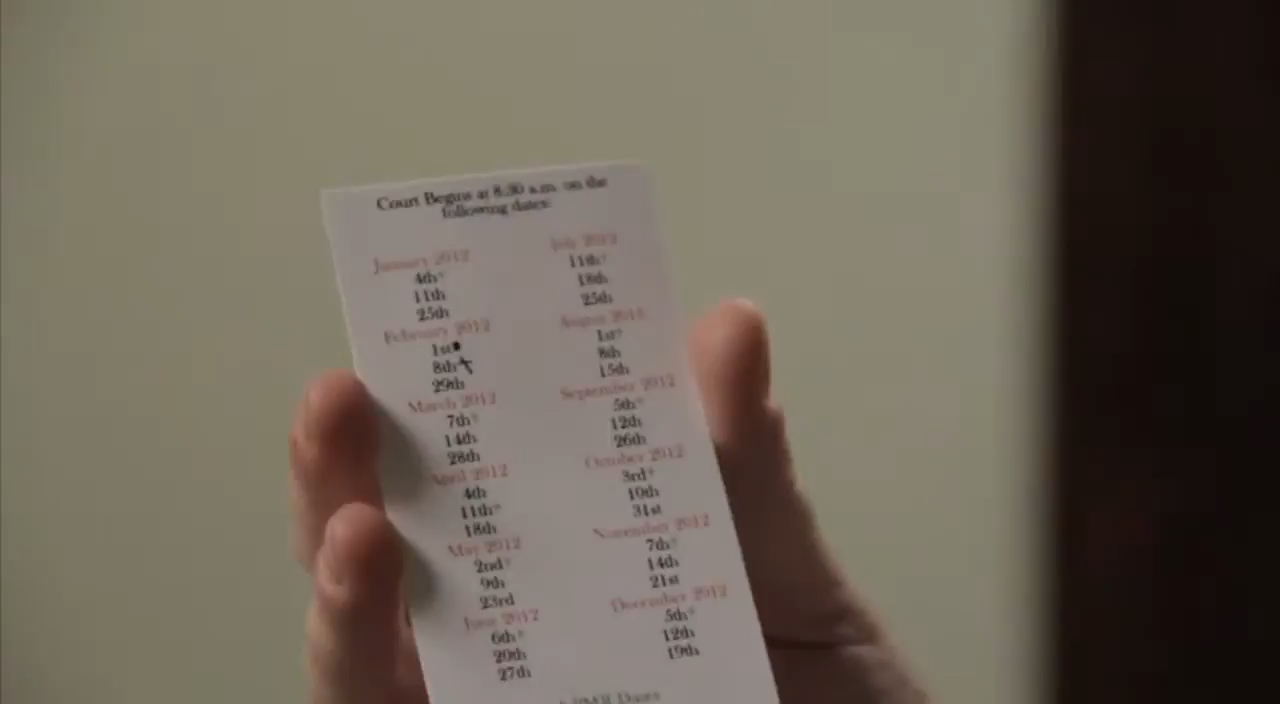 Court Begins at 8:30 a.m. on the
following dates:
January 2012
4th*
11th
25th
February 2012
1st
8th
29th
March 2012
7th*
14th
28th
April 2012
4th
11th*
18th
May 2012
2nd*
9th
23rd
June 2012
6th*
20th
27th
July 2012
11th*
18th
25th
August 2012
1st*
8th
15th
September 2012
5th*
12th
26th
October 2012
3rd*
10th
31st
November 2012
7th*
14th
21st
December 2012
5th*
12th
19th
Dates